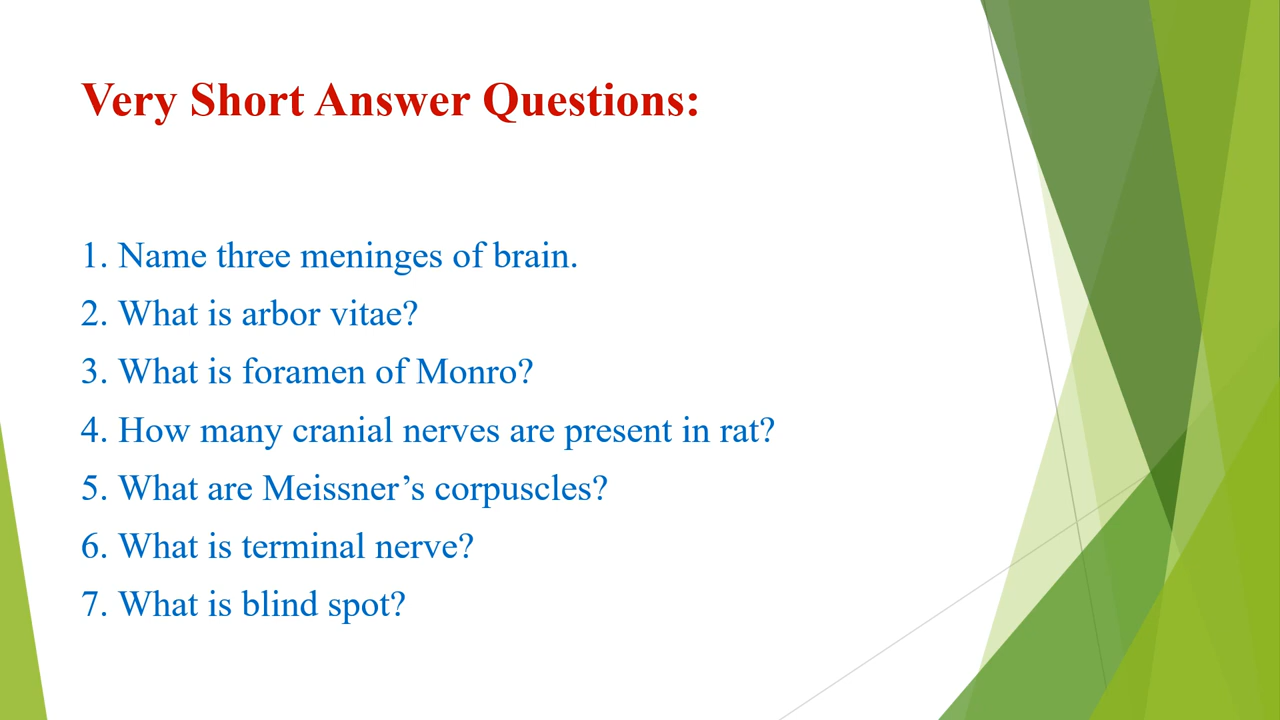 Very Short Answer Questions:
1. Name three meninges of brain.
2. What is arbor vitae?
3. What is foramen of Monro?
4. How many cranial nerves are present in rat?
5. What are Meissner’s corpuscles?
6. What is terminal nerve?
7. What is blind spot?